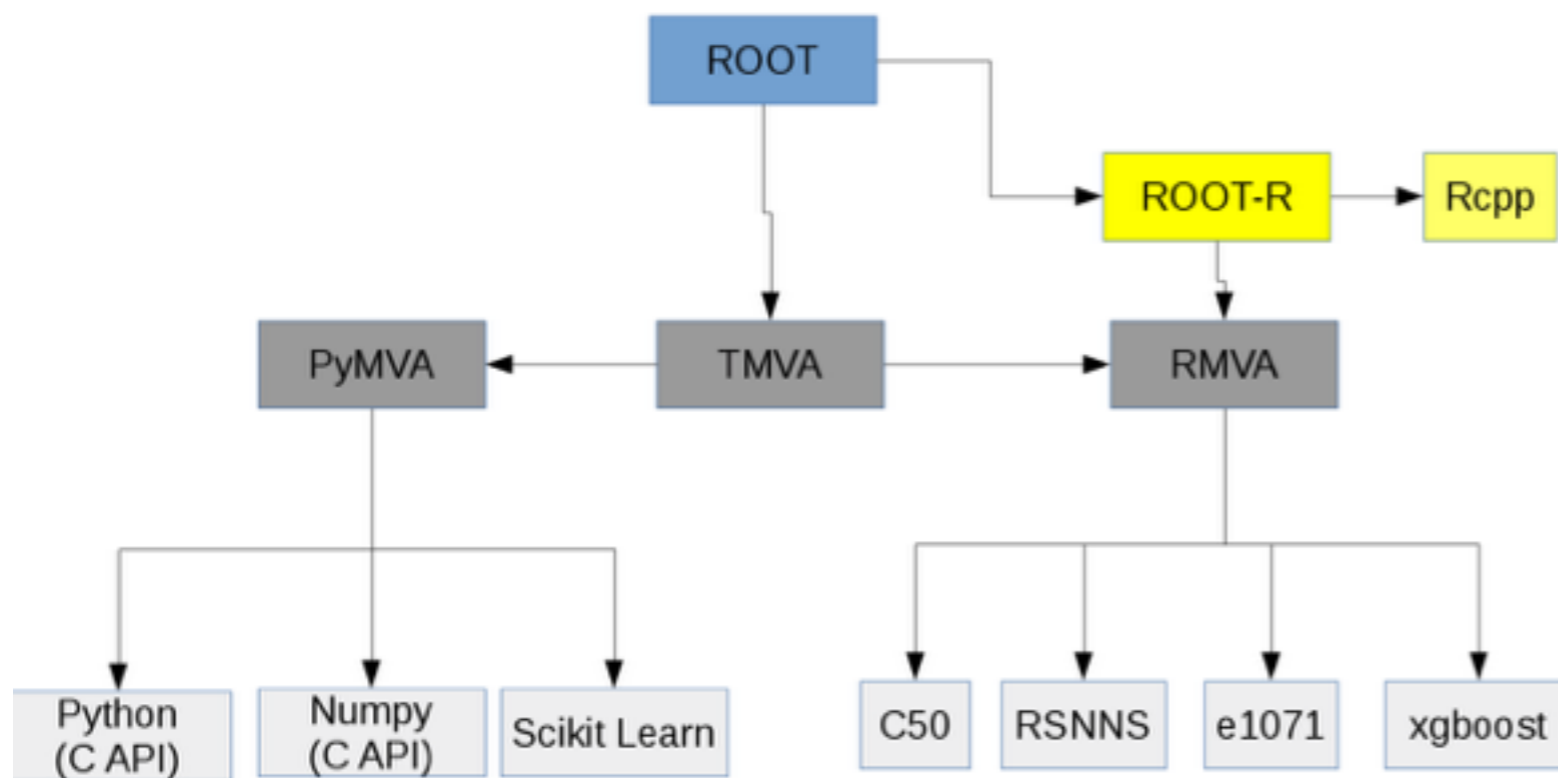 ROOT
ROOT-R
Rcpp
PyMVA
TMVA
RMVA
Python
(C API)
Numpy
(C API)
Scikit Learn
C50
RSNNS
e1071
xgboost